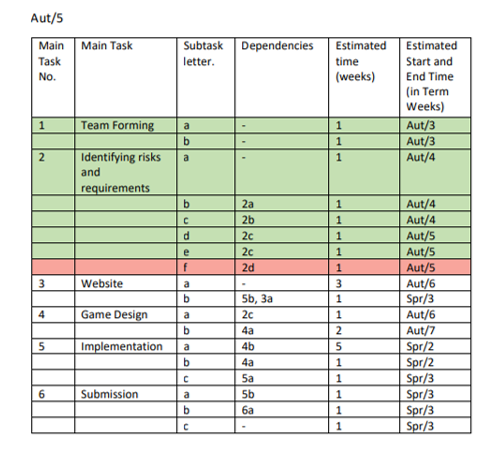 Aut/5
Main Task No. Main Task Subtask letter. Dependencies Estimated time (weeks) Estimated Start and End Time (in Term Weeks)
1 Team Forming a - 1 Aut/3
b - 1 Aut/3
2 Identifying risks and requirements a - 1 Aut/4
b 2a 1 Aut/4
c 2b 1 Aut/4
d 2c 1 Aut/5
e 2c 1 Aut/5
f 2d 1 Aut/5
3 Website a - 3 Aut/6
b 5b, 3a 1 Spr/3
4 Game Design a 2c 1 Aut/6
b 4a 2 Aut/7
5 Implementation a 4b 5 Spr/2
b 4a 1 Spr/2
c 5a 1 Spr/3
6 Submission a 5b 1 Spr/3
b 6a 1 Spr/3
c - 1 Spr/3